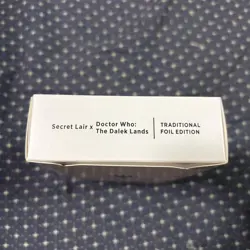 Secret Lair x
Doctor Who:
The Dalek Lands
TRADITIONAL
FOIL EDITION